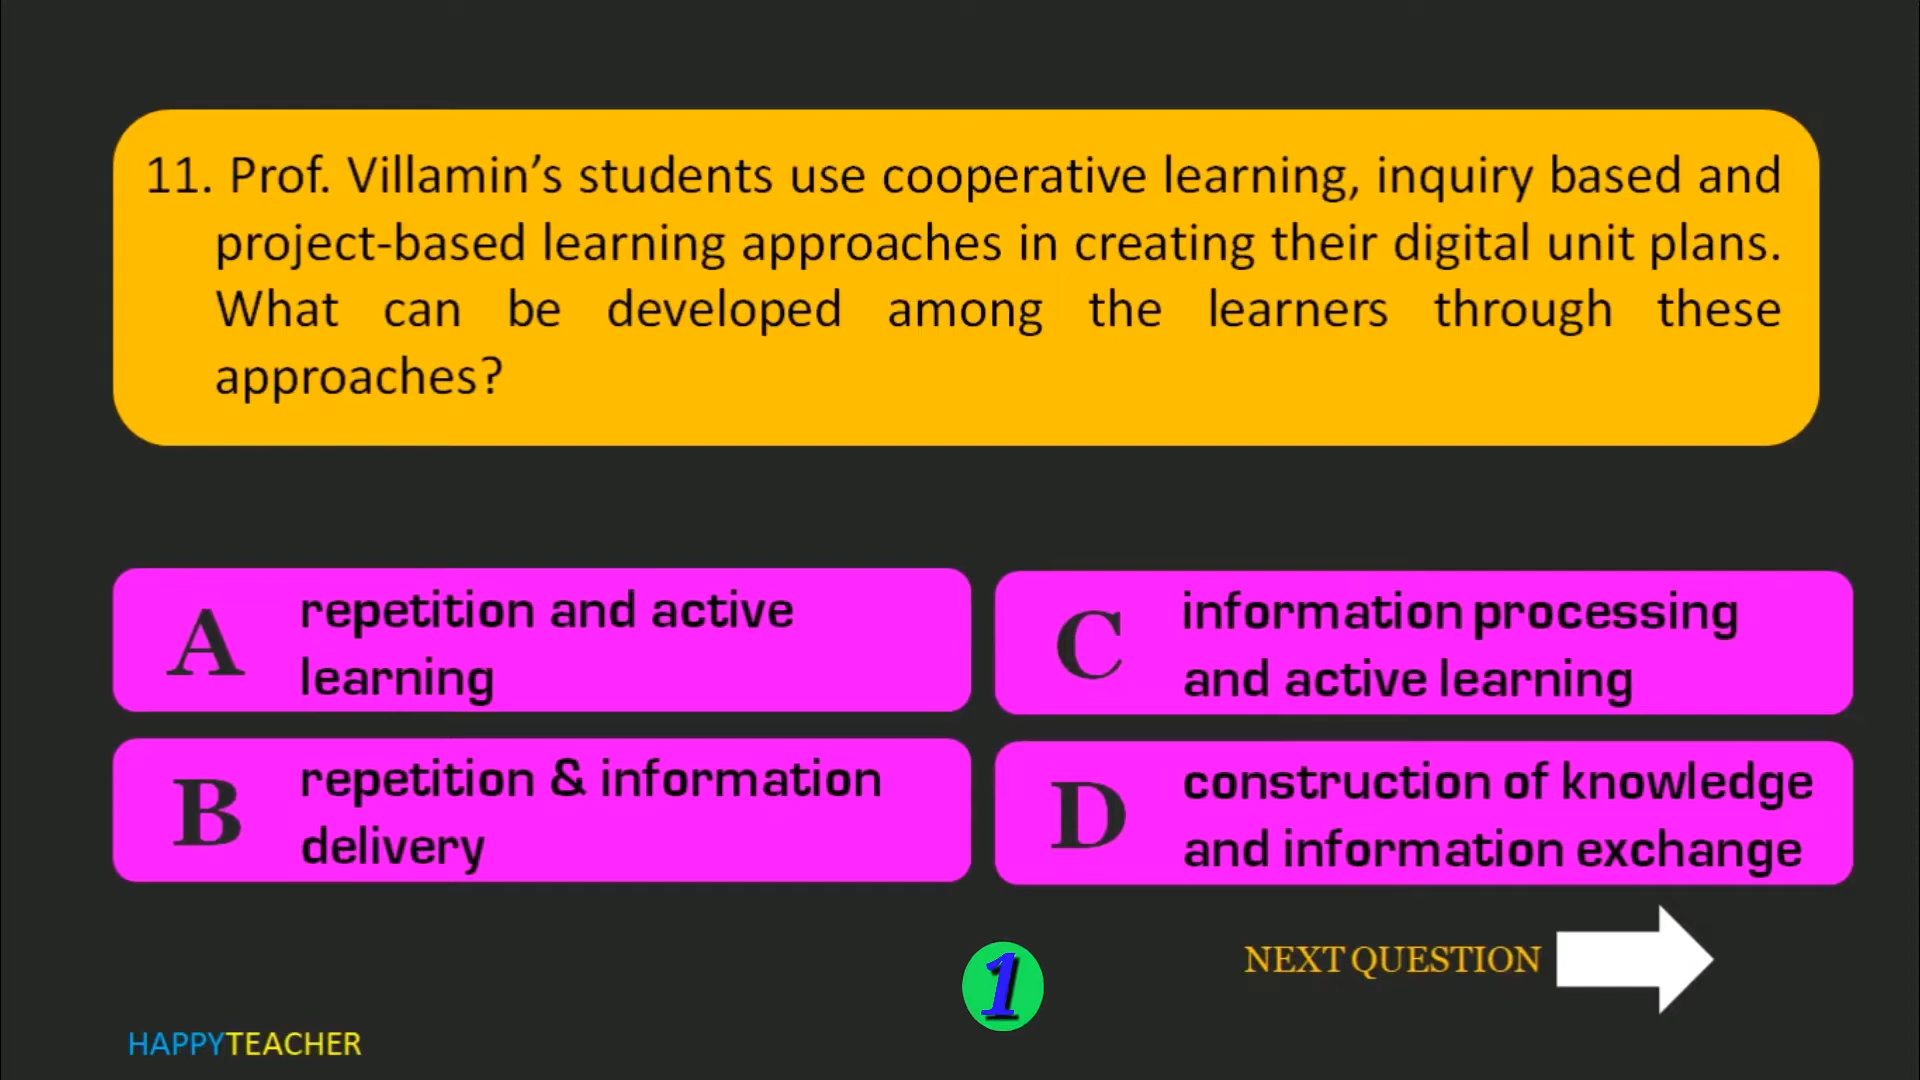 11. Prof. Villamin’s students use cooperative learning, inquiry based and
project-based learning approaches in creating their digital unit plans.
What can be developed among the learners through these
approaches?
A
repetition and active
learning
C
information processing
and active learning
B
repetition & information
delivery
D
construction of knowledge
and information exchange
NEXT QUESTION
1
HAPPYTEACHER